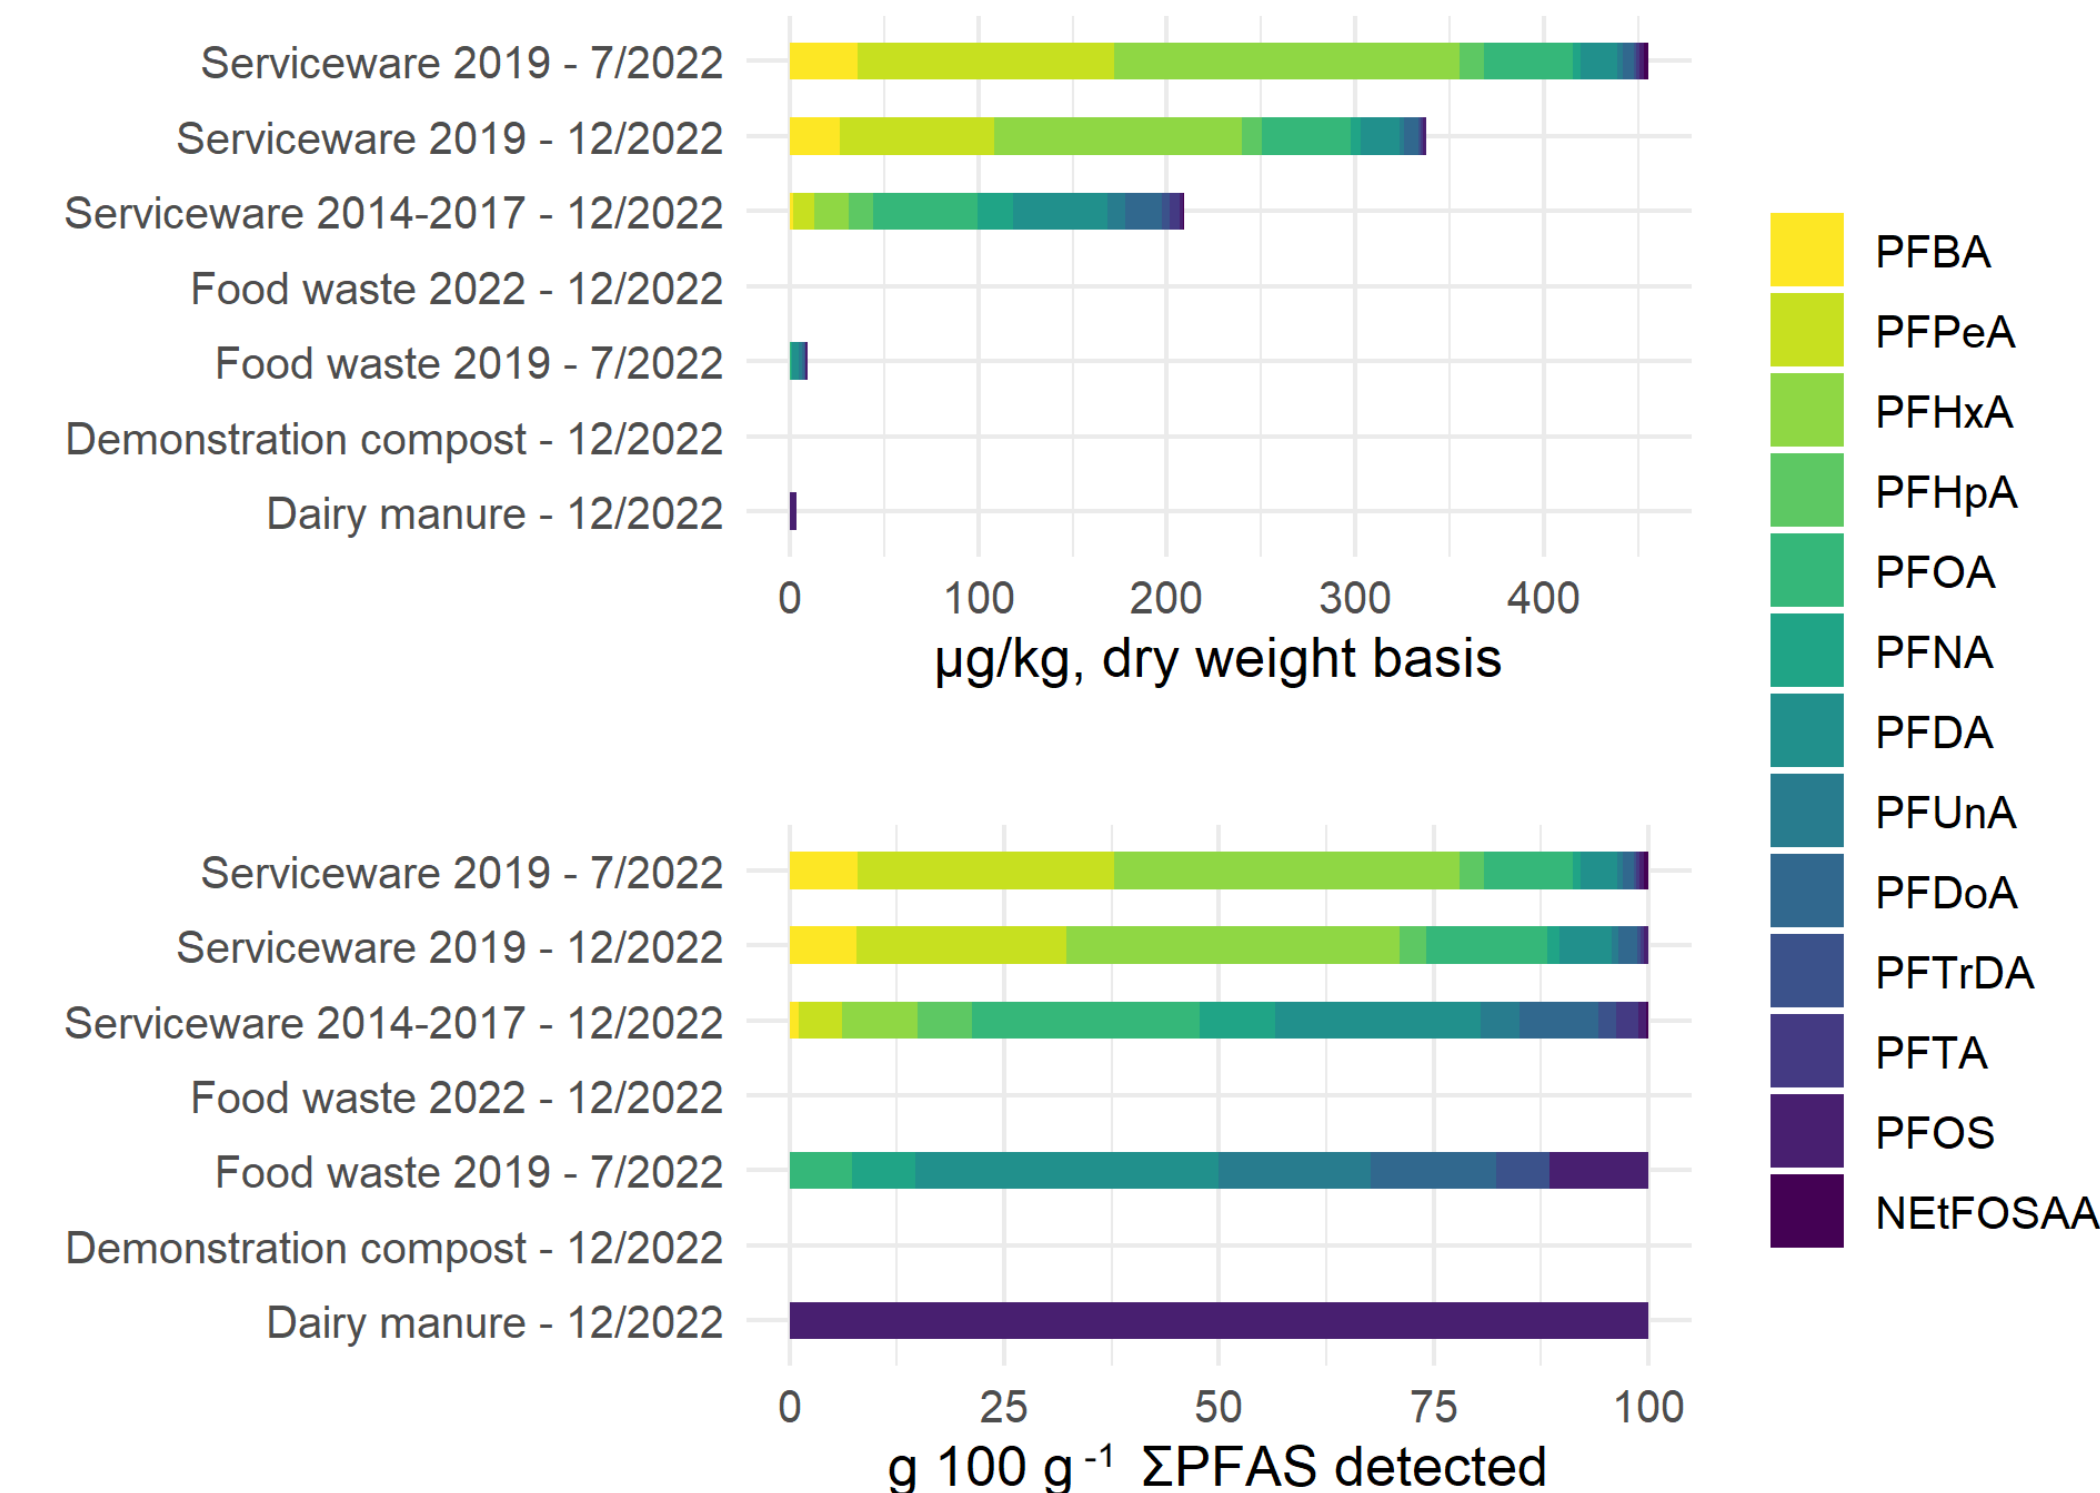 Serviceware 2019 - 7/2022
Serviceware 2019 - 12/2022
Serviceware 2014-2017 - 12/2022
Food waste 2022 - 12/2022
Food waste 2019 - 7/2022
Demonstration compost - 12/2022
Dairy manure - 12/2022
0 100 200 300 400
µg/kg, dry weight basis
Serviceware 2019 - 7/2022
Serviceware 2019 - 12/2022
Serviceware 2014-2017 - 12/2022
Food waste 2022 - 12/2022
Food waste 2019 - 7/2022
Demonstration compost - 12/2022
Dairy manure - 12/2022
0 25 50 75 100
g 100 g⁻¹ ΣPFAS detected
PFBA
PFPeA
PFHxA
PFHpA
PFOA
PFNA
PFDA
PFUnA
PFDoA
PFTrDA
PFTA
PFOS
NEtFOSAA